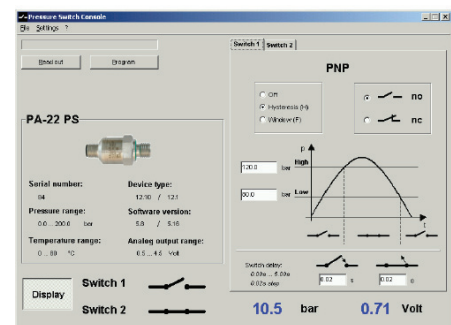 Pressure Switch Console
File Settings ?
Read out Program
PA-22 PS
Serial number: Device type:
84 12.10 / 12.1
Pressure range: Software version:
0.0 ... 200.0 bar 5.8 / 5.16
Temperature range: Analog output range:
0 ... 80 °C 0.5 ... 4.5 Volt
Display
Switch 1
Switch 2
Switch 1 Switch 2
PNP
Off
Hysteresis (H)
Window (F)
no
nc
p
120.0 bar High
80.0 bar Low
t
Switch delay:
0.02 s 0.02 s
10.5 bar 0.71 Volt